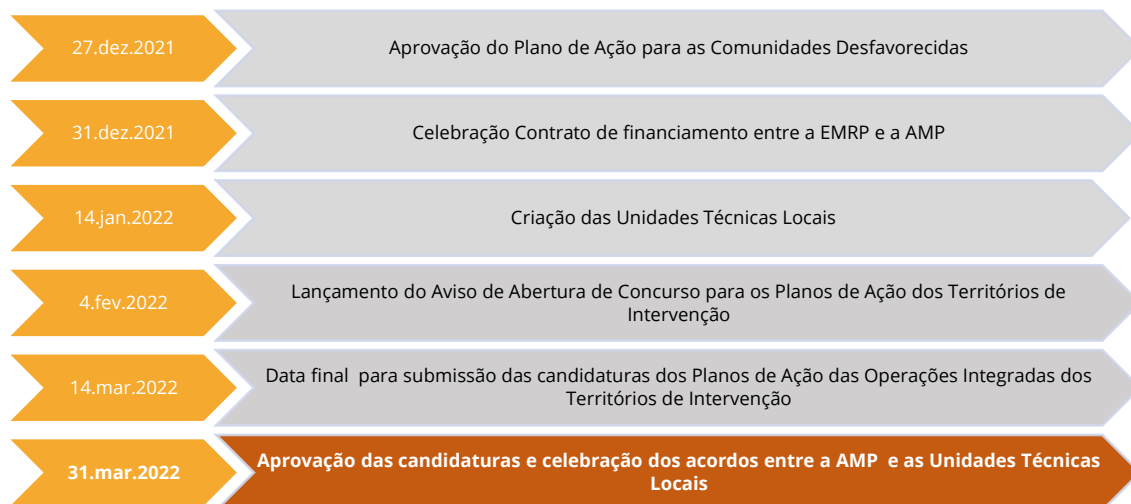 27.dez.2021
Aprovação do Plano de Ação para as Comunidades Desfavorecidas
31.dez.2021
Celebração Contrato de financiamento entre a EMRP e a AMP
14.jan.2022
Criação das Unidades Técnicas Locais
4.fev.2022
Lançamento do Aviso de Abertura de Concurso para os Planos de Ação dos Territórios de
Intervenção
14.mar.2022
Data final  para submissão das candidaturas dos Planos de Ação das Operações Integradas dos
Territórios de Intervenção
31.mar.2022
Aprovação das candidaturas e celebração dos acordos entre a AMP  e as Unidades Técnicas
Locais